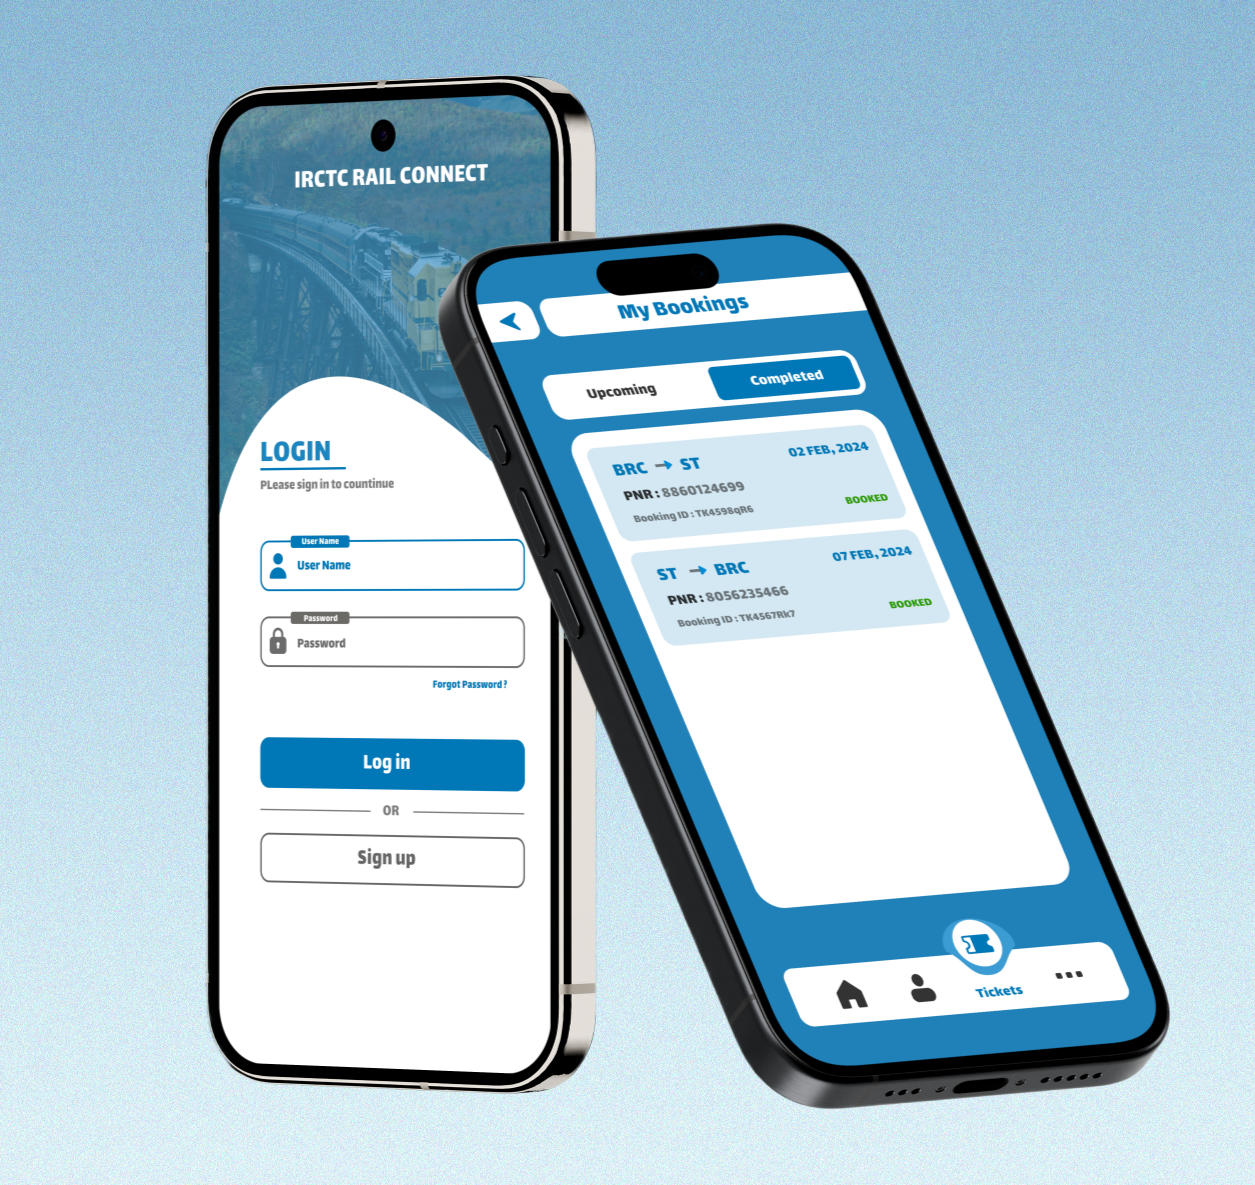 IRCTC RAIL CONNECT
LOGIN
PLease sign in to countinue
User Name
User Name
Password
Password
Forgot Password ?
Log in
OR
Sign up
My Bookings
Upcoming
Completed
BRC → ST
02 FEB, 2024
PNR : 8860124699
Booking ID : TK4598qR6
BOOKED
ST → BRC
07 FEB, 2024
PNR : 8056235466
Booking ID : TK4567Rk7
BOOKED
Tickets